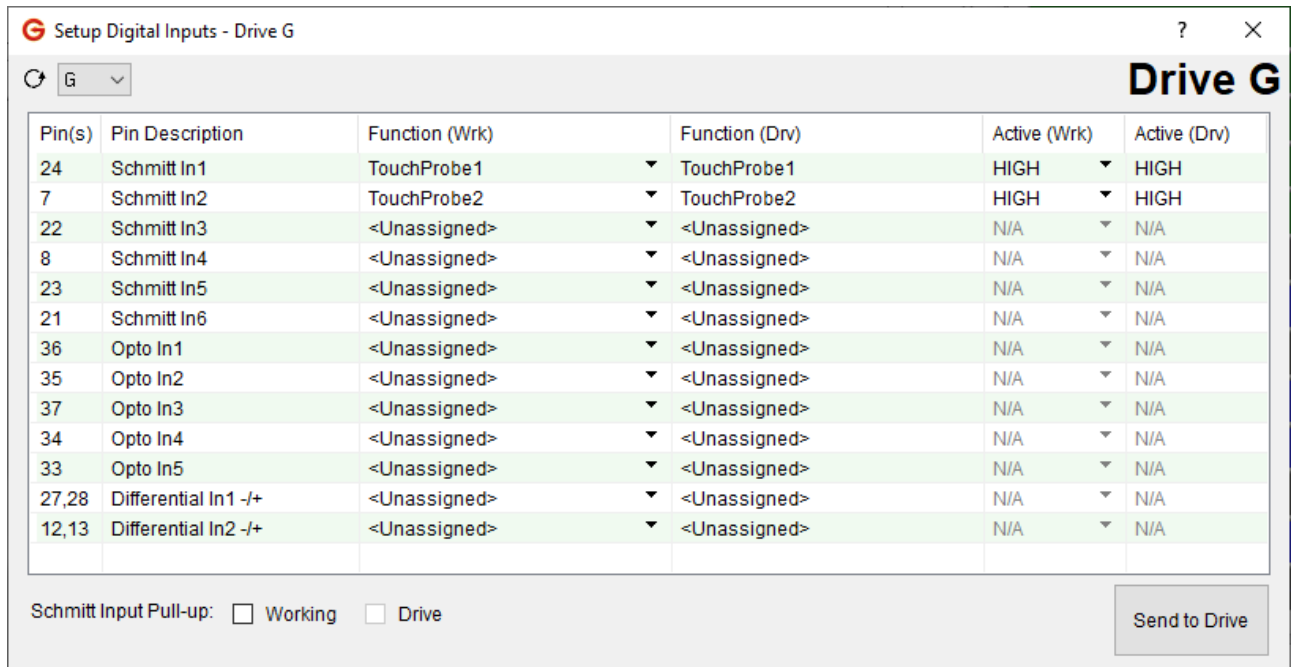 G Setup Digital Inputs - Drive G ?
G Drive G
Pin(s) Pin Description Function (Wrk) Function (Drv) Active (Wrk) Active (Drv)
24 Schmitt In1 TouchProbe1 TouchProbe1 HIGH HIGH
7 Schmitt In2 TouchProbe2 TouchProbe2 HIGH HIGH
22 Schmitt In3 <Unassigned> <Unassigned> N/A N/A
8 Schmitt In4 <Unassigned> <Unassigned> N/A N/A
23 Schmitt In5 <Unassigned> <Unassigned> N/A N/A
21 Schmitt In6 <Unassigned> <Unassigned> N/A N/A
36 Opto In1 <Unassigned> <Unassigned> N/A N/A
35 Opto In2 <Unassigned> <Unassigned> N/A N/A
37 Opto In3 <Unassigned> <Unassigned> N/A N/A
34 Opto In4 <Unassigned> <Unassigned> N/A N/A
33 Opto In5 <Unassigned> <Unassigned> N/A N/A
27,28 Differential In1 -/+ <Unassigned> <Unassigned> N/A N/A
12,13 Differential In2 -/+ <Unassigned> <Unassigned> N/A N/A
Schmitt Input Pull-up: Working Drive Send to Drive